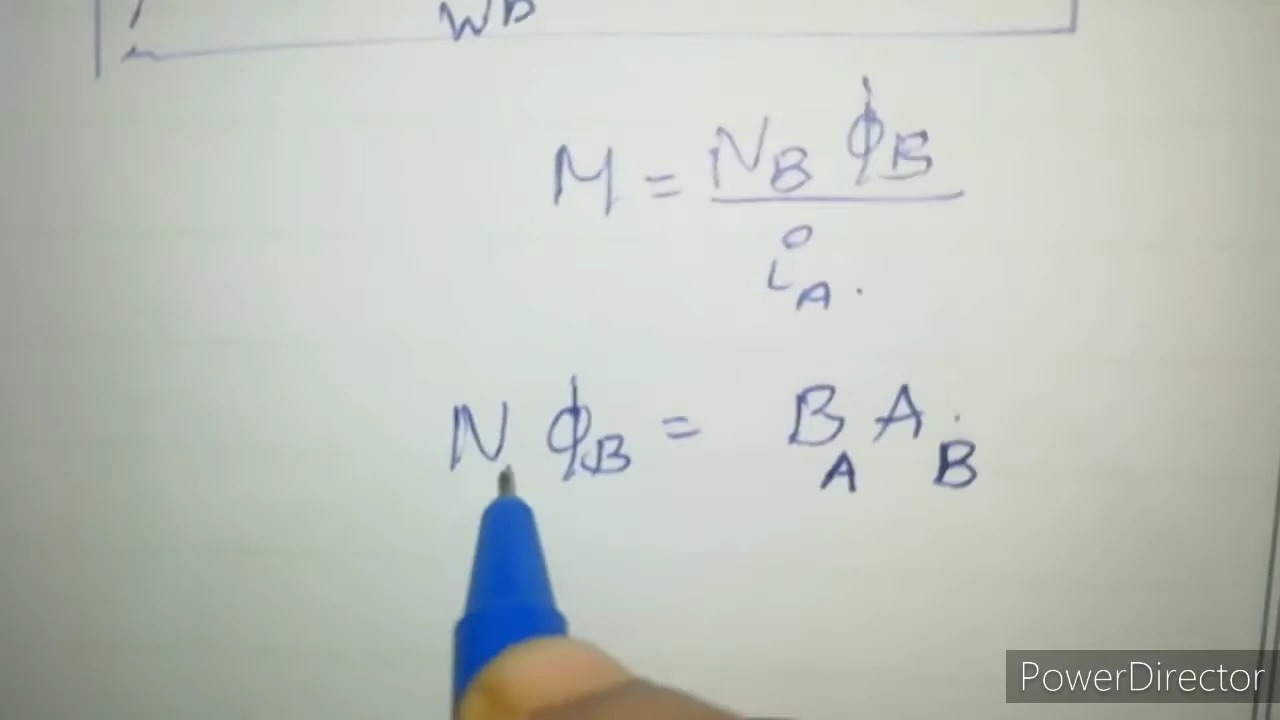 Wb
M = N_B ϕ_B / i_A .
N ϕ_B = B_A A_B .
PowerDirector